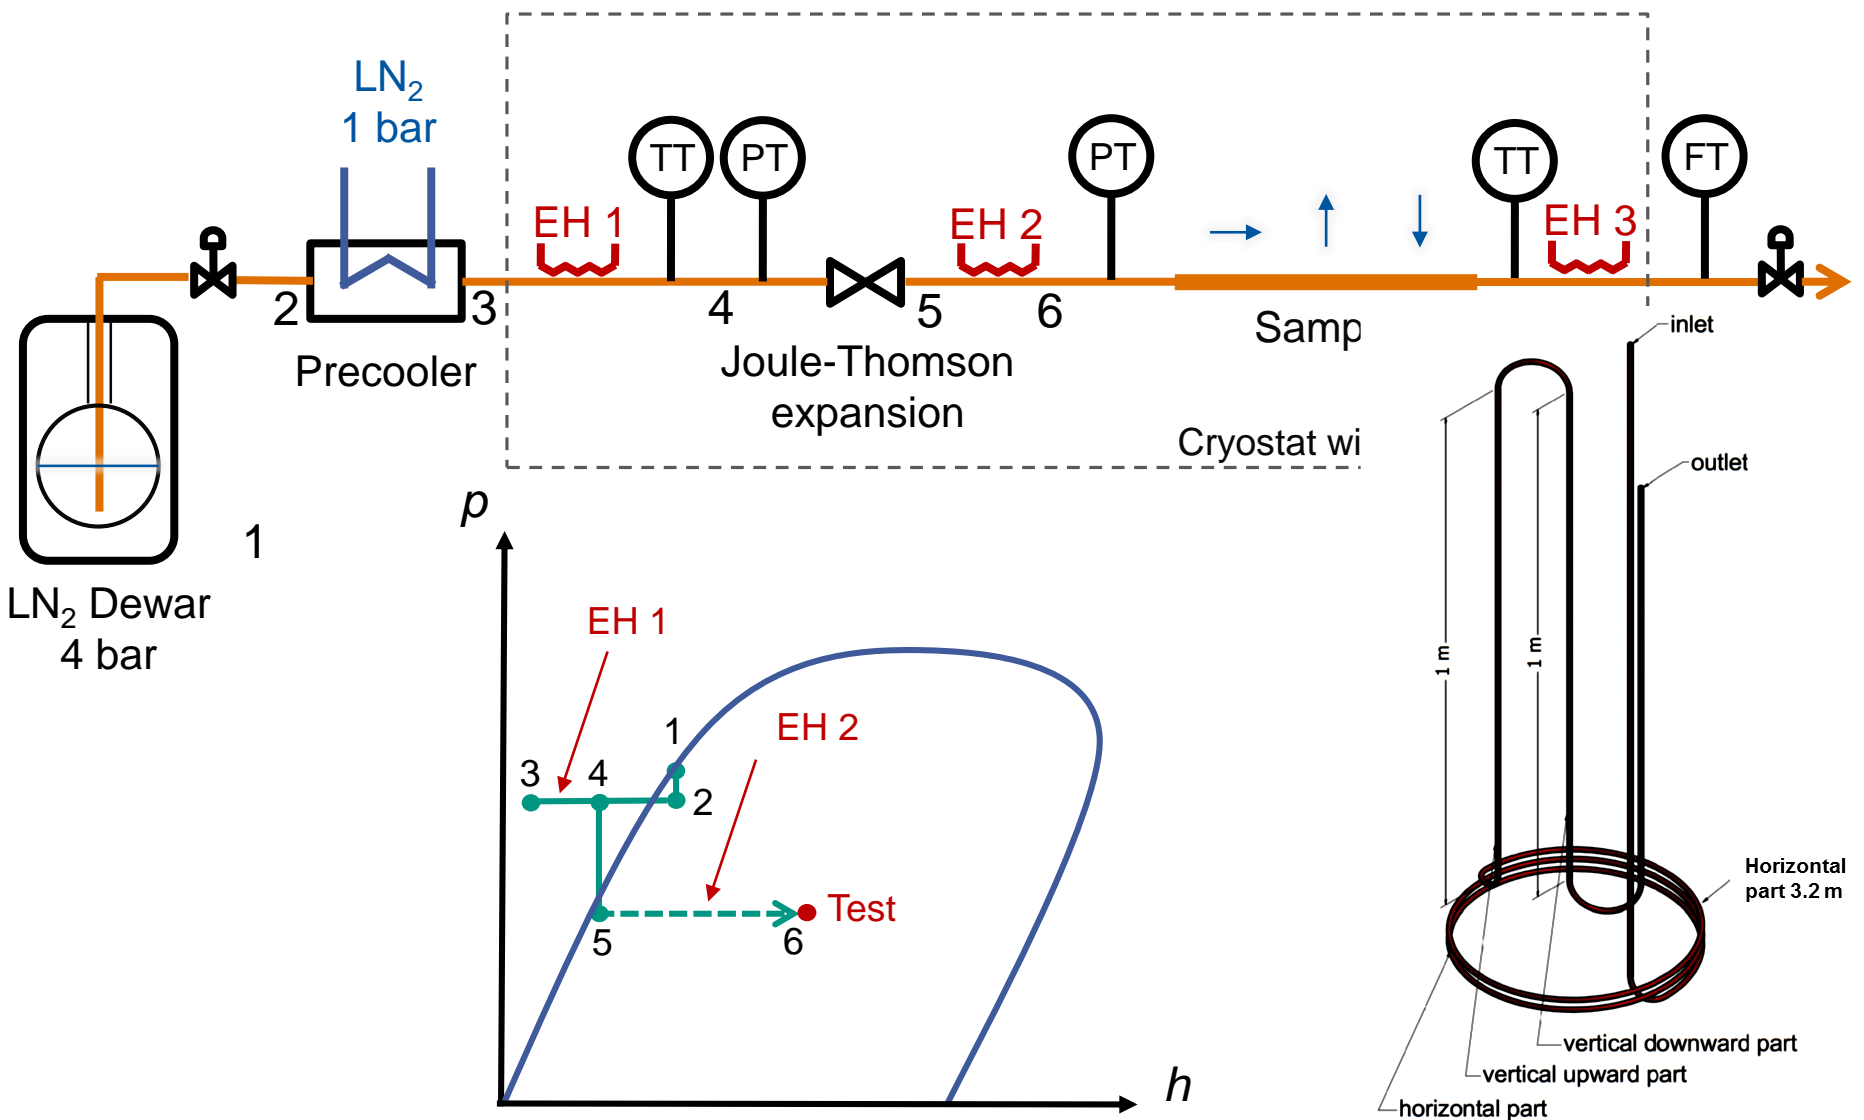 LN2
1 bar
TT
PT
PT
TT
FT
EH 1
EH 2
EH 3
2
3
4
5
6
Precooler
Joule-Thomson
expansion
Samp
Cryostat wi
1
LN2 Dewar
4 bar
p
h
EH 1
EH 2
1
2
3
4
5
6
Test
inlet
outlet
1 m
1 m
Horizontal
part 3.2 m
vertical downward part
vertical upward part
horizontal part